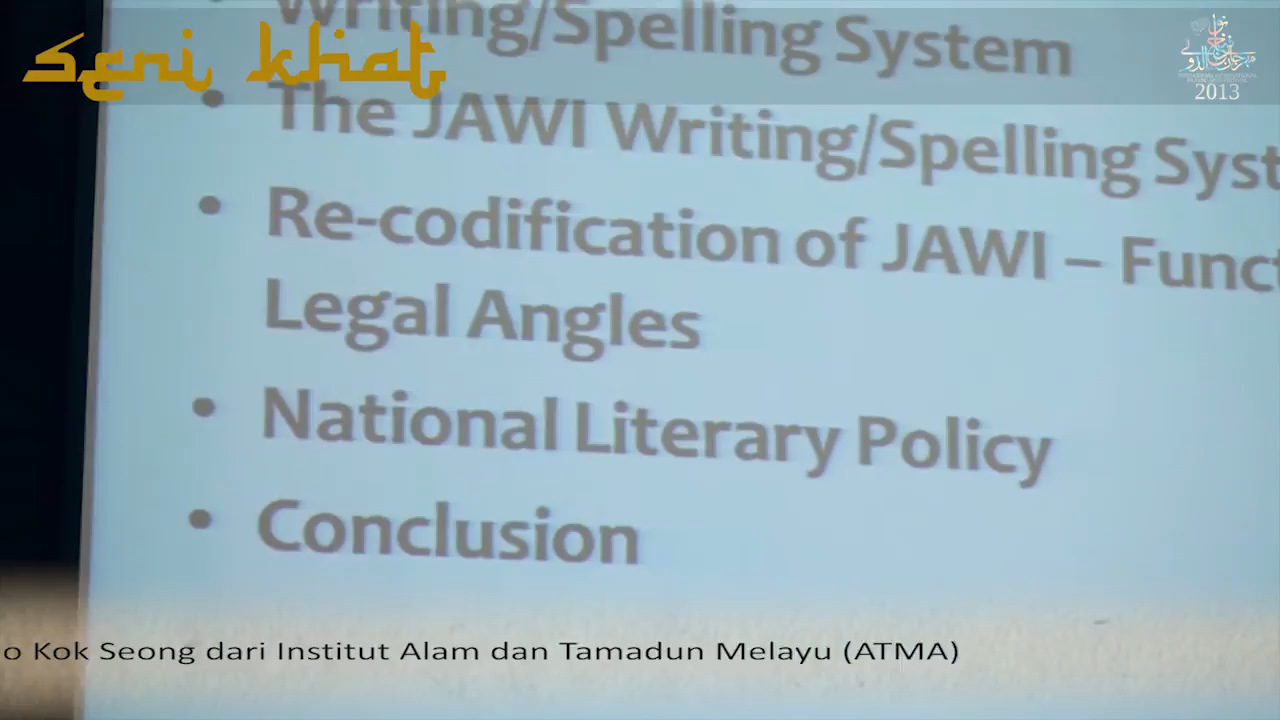 Writing/Spelling System
seni khat
2013
• The JAWI Writing/Spelling Syst
• Re-codification of JAWI – Funct
Legal Angles
• National Literary Policy
• Conclusion
o Kok Seong dari Institut Alam dan Tamadun Melayu (ATMA)